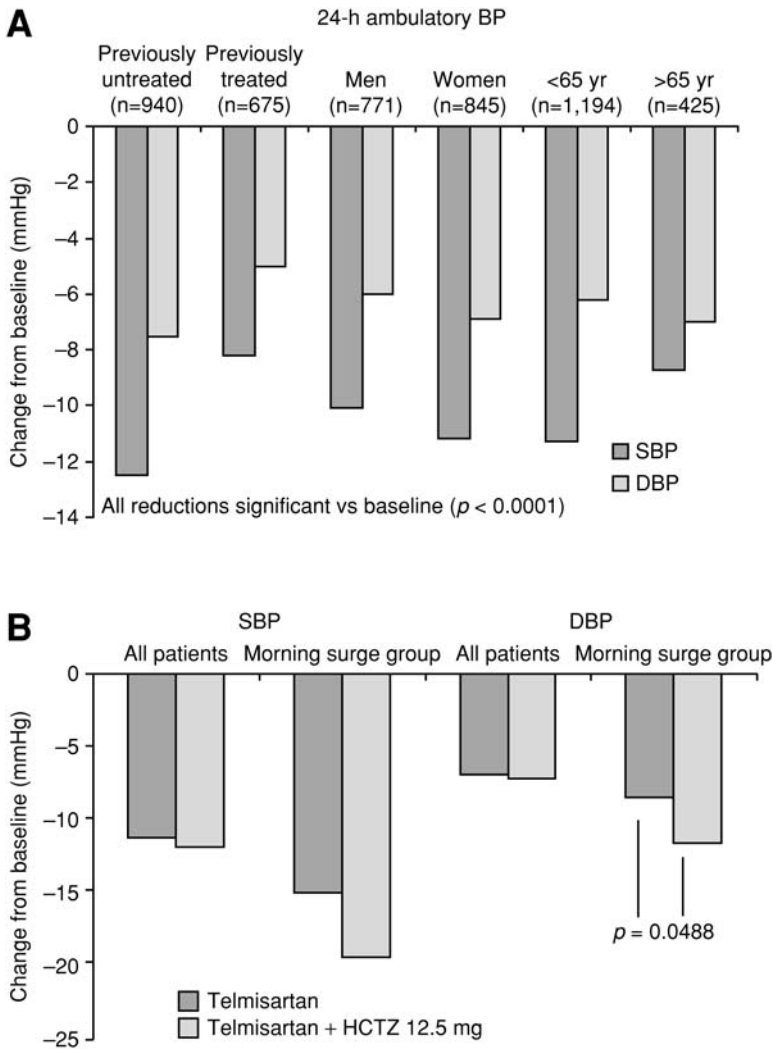 A
24-h ambulatory BP
Previously untreated (n=940)
Previously treated (n=675)
Men (n=771)
Women (n=845)
<65 yr (n=1,194)
>65 yr (n=425)
Change from baseline (mmHg)
0
–2
–4
–6
–8
–10
–12
–14
SBP
DBP
All reductions significant vs baseline (p < 0.0001)
B
SBP
DBP
All patients
Morning surge group
All patients
Morning surge group
Change from baseline (mmHg)
0
–5
–10
–15
–20
–25
p = 0.0488
Telmisartan
Telmisartan + HCTZ 12.5 mg